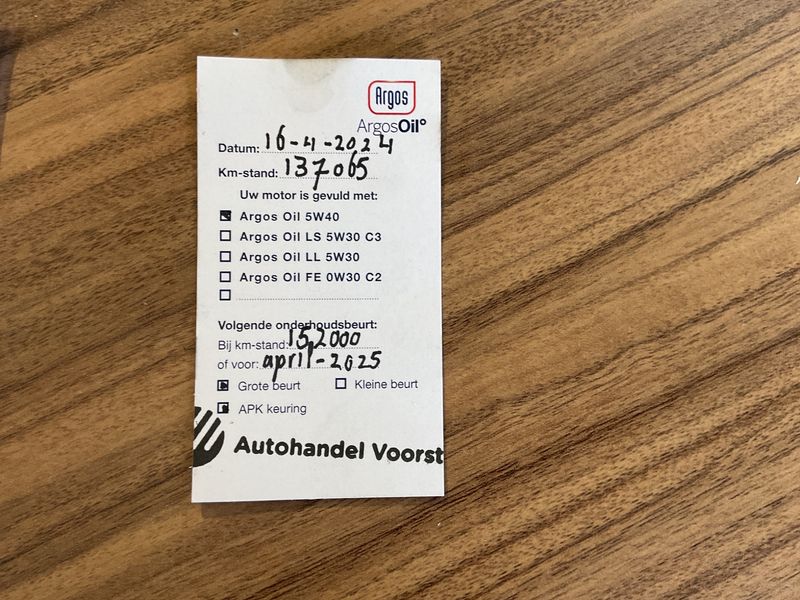 Argos
ArgosOil°
Datum: 16-4-2024
Km-stand: 137065
Uw motor is gevuld met:
Argos Oil 5W40
Argos Oil LS 5W30 C3
Argos Oil LL 5W30
Argos Oil FE 0W30 C2
Volgende onderhoudsbeurt:
Bij km-stand: 152000
of voor: april-2025
Grote beurt Kleine beurt
APK keuring
Autohandel Voorst